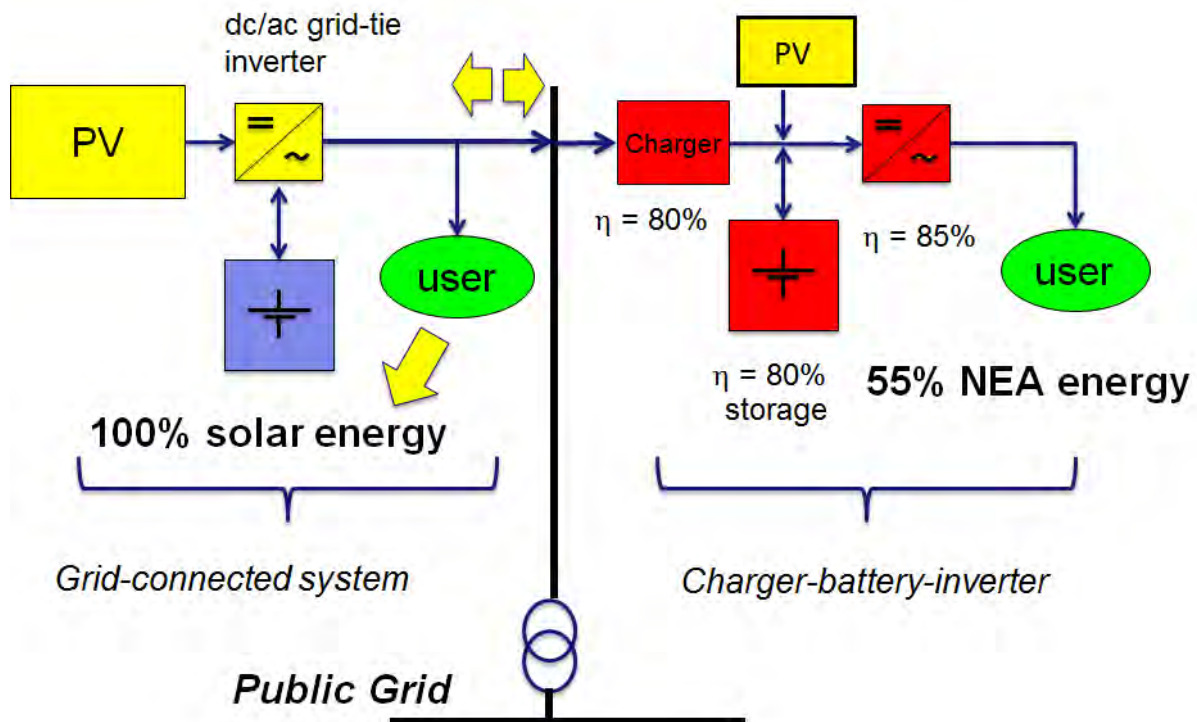 dc/ac grid-tie
inverter
PV
=
~
user
100% solar energy
Grid-connected system
PV
Charger
=
~
η = 80%
η = 85%
user
η = 80%
storage
55% NEA energy
Charger-battery-inverter
Public Grid